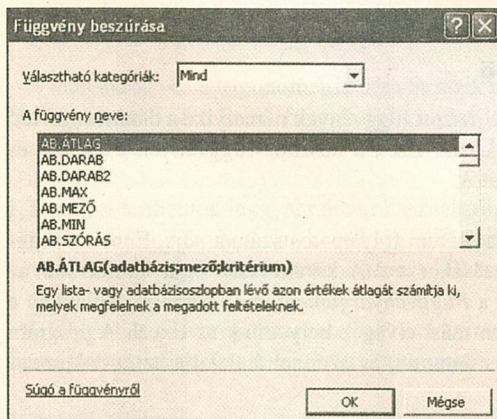 Függvény beszúrása
Választható kategóriák: Mind
A függvény neve:
AB.ÁTLAG
AB.DARAB
AB.DARAB2
AB.MAX
AB.MEZŐ
AB.MIN
AB.SZÓRÁS
AB.ÁTLAG(adatbázis;mező;kritérium)
Egy lista- vagy adatbázisoszlopban lévő azon értékek átlagát számítja ki,
melyek megfelelnek a megadott feltételeknek.
Súgó a függvényről
OK Mégse